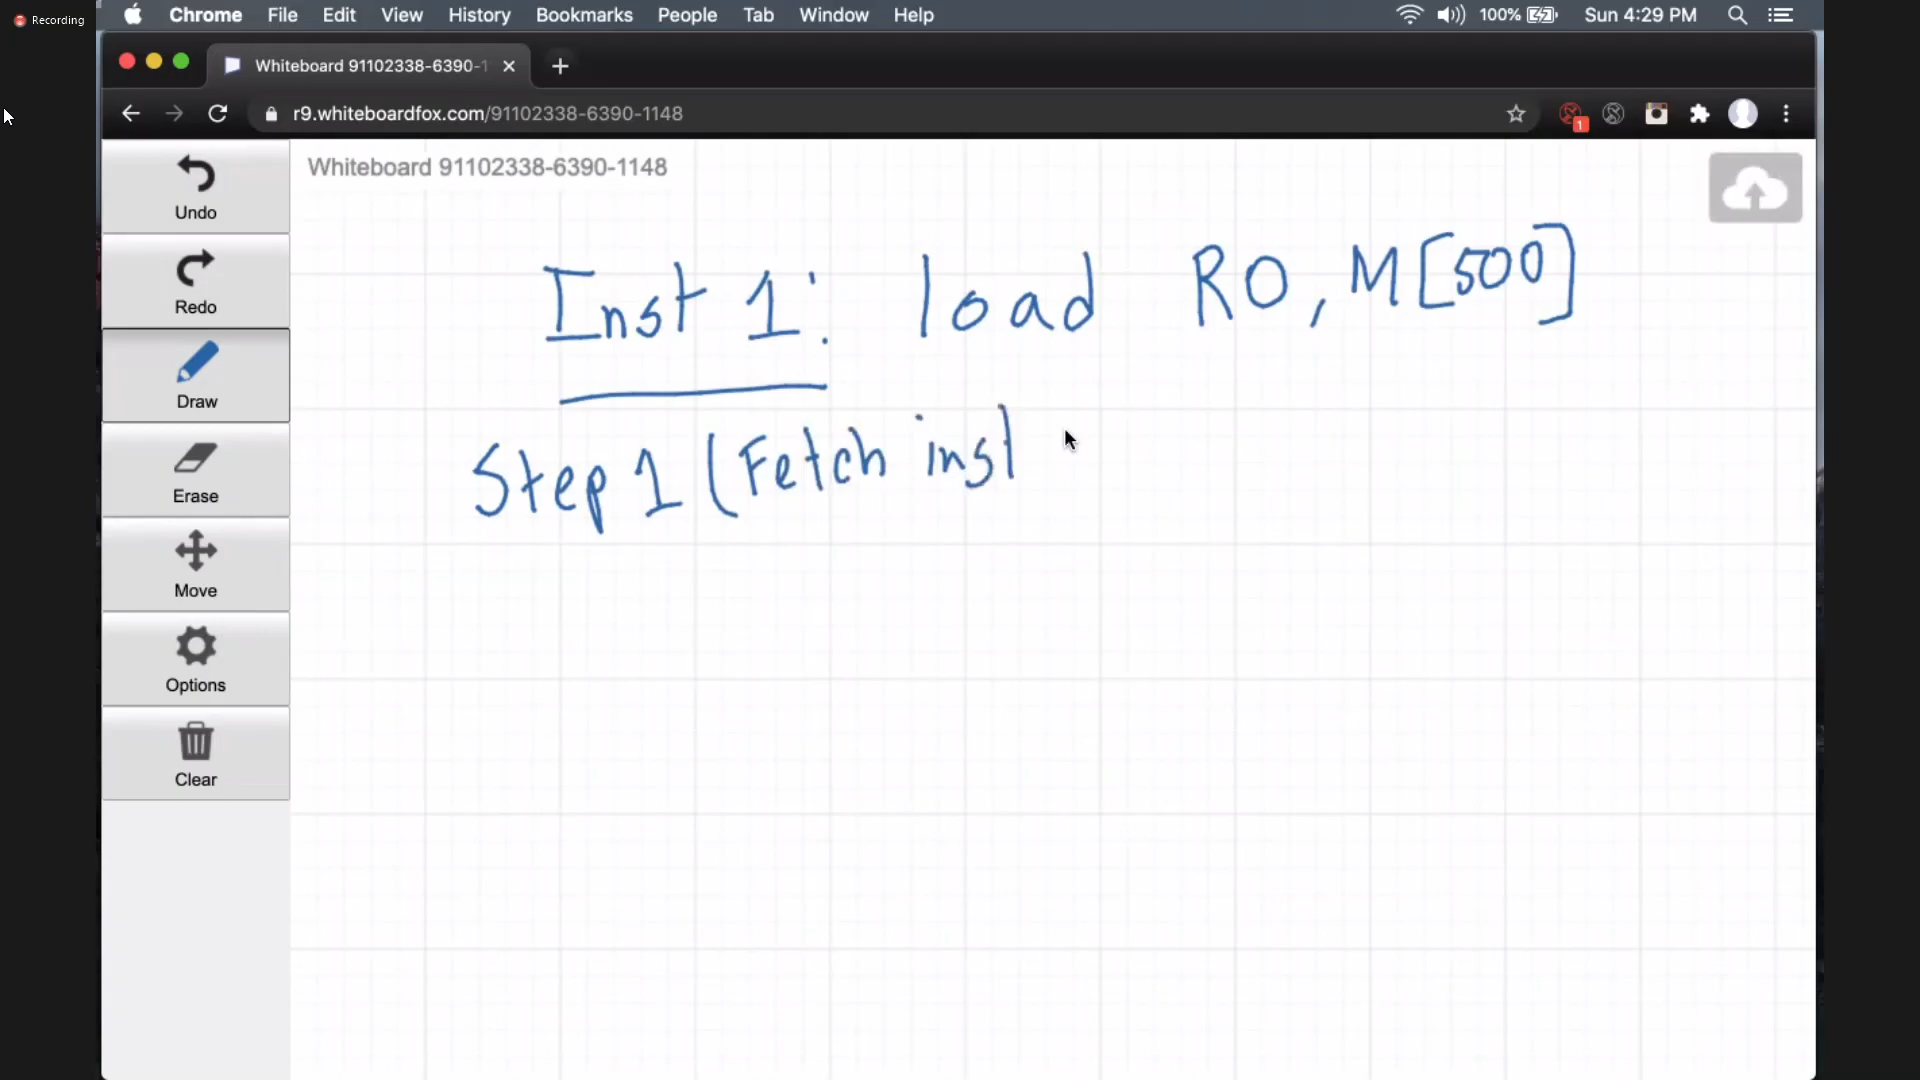 Recording
Chrome File Edit View History Bookmarks People Tab Window Help 100% Sun 4:29 PM
Whiteboard 91102338-6390-1
r9.whiteboardfox.com/91102338-6390-1148
1
Whiteboard 91102338-6390-1148
Undo
Redo
Draw
Erase
Move
Options
Clear
Inst 1: load R0, M[500]
Step 1 (Fetch inst